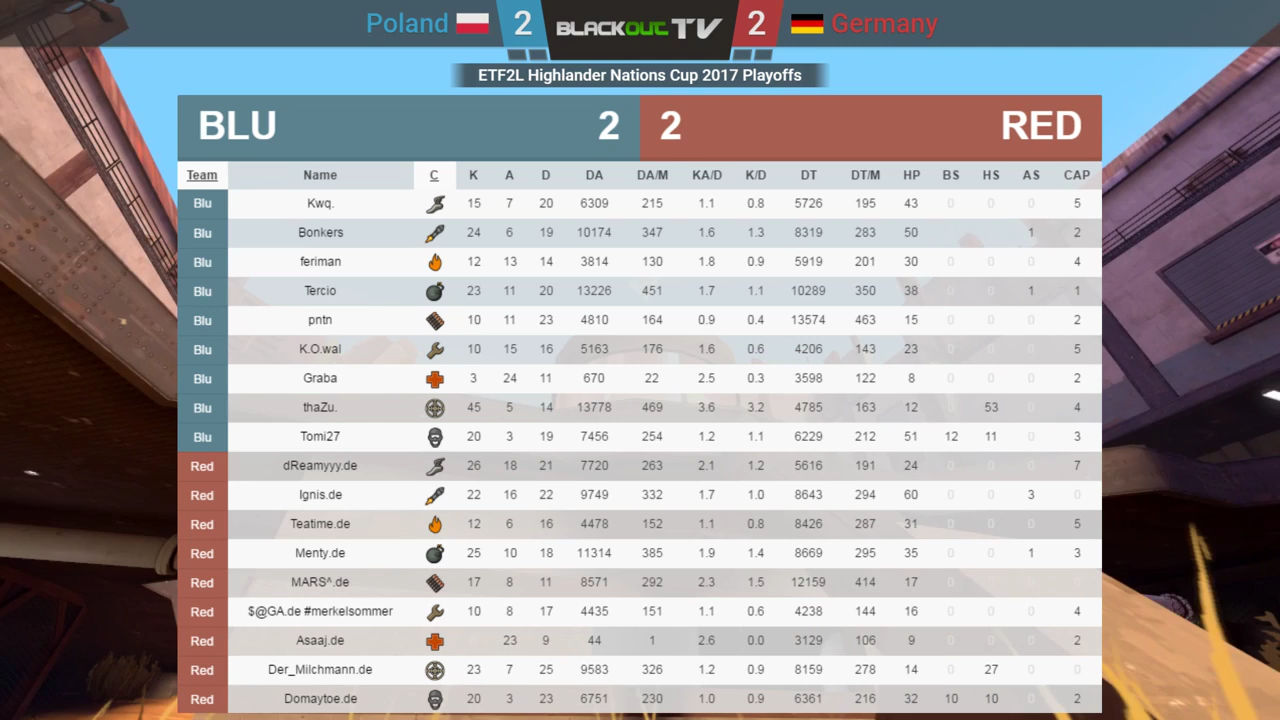 Poland 2 BLACKOUT TV 2 Germany
ETF2L Highlander Nations Cup 2017 Playoffs
BLU 2 2 RED
Team Name C K A D DA DA/M KA/D K/D DT DT/M HP BS HS AS CAP
Blu Kwq. 15 7 20 6309 215 1.1 0.8 5726 195 43 0 0 0 5
Blu Bonkers 24 6 19 10174 347 1.6 1.3 8319 283 50 1 2
Blu feriman 12 13 14 3814 130 1.8 0.9 5919 201 30 0 0 0 4
Blu Tercio 23 11 20 13226 451 1.7 1.1 10289 350 38 0 0 1 1
Blu pntn 10 11 23 4810 164 0.9 0.4 13574 463 15 0 0 0 2
Blu K.O.wal 10 15 16 5163 176 1.6 0.6 4206 143 23 0 0 0 5
Blu Graba 3 24 11 670 22 2.5 0.3 3598 122 8 0 0 0 2
Blu thaZu. 45 5 14 13778 469 3.6 3.2 4785 163 12 0 53 0 4
Blu Tomi27 20 3 19 7456 254 1.2 1.1 6229 212 51 12 11 0 3
Red dReamyyy.de 26 18 21 7720 263 2.1 1.2 5616 191 24 0 0 0 7
Red Ignis.de 22 16 22 9749 332 1.7 1.0 8643 294 60 0 0 3 0
Red Teatime.de 12 6 16 4478 152 1.1 0.8 8426 287 31 0 0 0 5
Red Menty.de 25 10 18 11314 385 1.9 1.4 8669 295 35 0 0 1 3
Red MARS^.de 17 8 11 8571 292 2.3 1.5 12159 414 17
Red $@GA.de #merkelsommer 10 8 17 4435 151 1.1 0.6 4238 144 16 0 0 0 4
Red Asaaj.de 23 9 44 1 2.6 0.0 3129 106 9 0 0 0 2
Red Der_Milchmann.de 23 7 25 9583 326 1.2 0.9 8159 278 14 0 27 0 0
Red Domaytoe.de 20 3 23 6751 230 1.0 0.9 6361 216 32 10 10 0 2